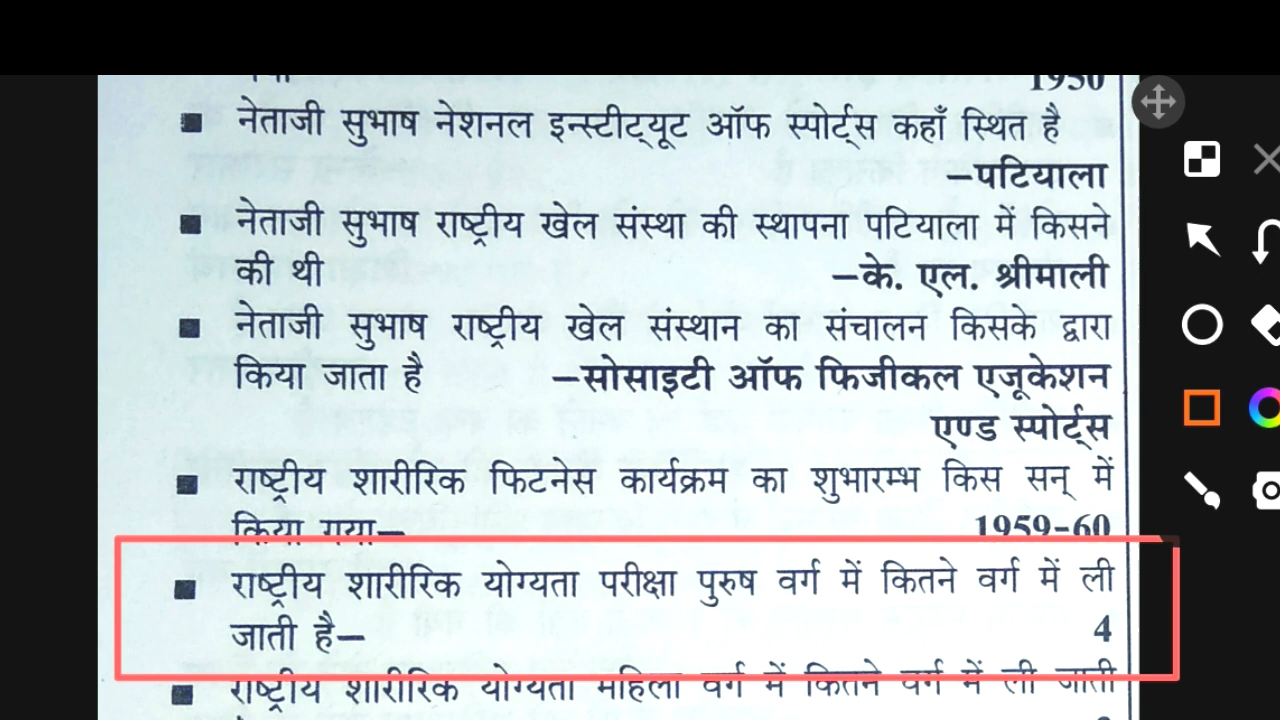 1950
■ नेताजी सुभाष नेशनल इन्स्टीट्यूट ऑफ स्पोर्ट्स कहाँ स्थित है
–पटियाला
■ नेताजी सुभाष राष्ट्रीय खेल संस्था की स्थापना पटियाला में किसने
की थी –के. एल. श्रीमाली
■ नेताजी सुभाष राष्ट्रीय खेल संस्थान का संचालन किसके द्वारा
किया जाता है –सोसाइटी ऑफ फिजीकल एजूकेशन
एण्ड स्पोर्ट्स
■ राष्ट्रीय शारीरिक फिटनेस कार्यक्रम का शुभारम्भ किस सन् में
किया गया– 1959-60
■ राष्ट्रीय शारीरिक योग्यता परीक्षा पुरुष वर्ग में कितने वर्ग में ली
जाती है– 4
■ राष्ट्रीय शारीरिक योग्यता महिला वर्ग में कितने वर्ग में ली जाती